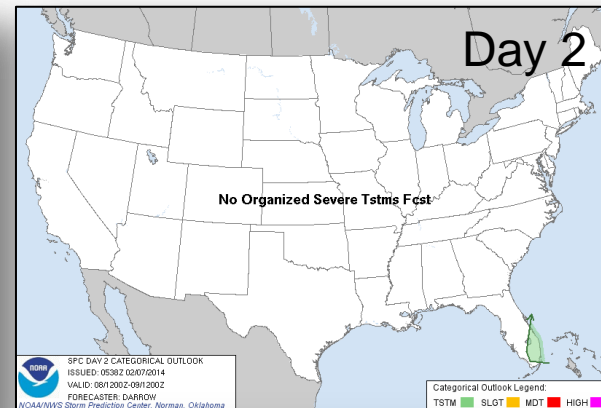 Day 2
No Organized Severe Tstms Fcst
NOAA
SPC DAY 2 CATEGORICAL OUTLOOK
ISSUED: 0538Z 02/07/2014
VALID: 08/1200Z-09/1200Z
FORECASTER: DARROW
NOAA/NWS Storm Prediction Center, Norman, Oklahoma
Categorical Outlook Legend:
TSTM SLGT MDT HIGH